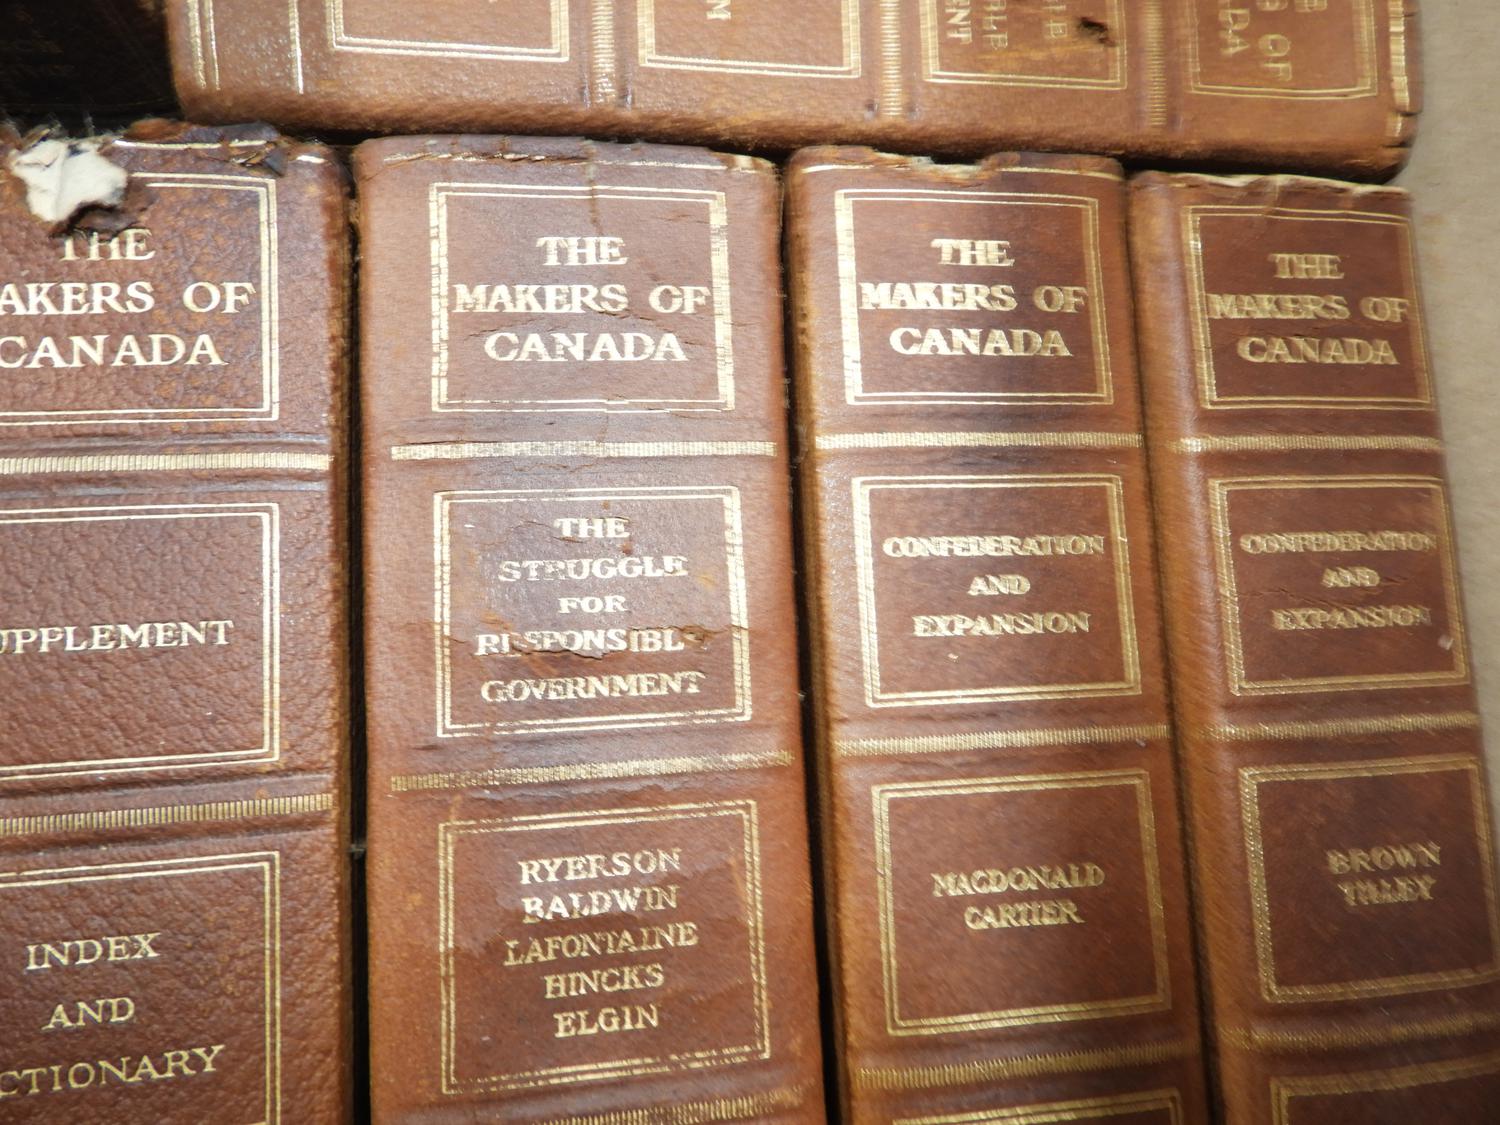 THE
AKERS OF
CANADA
UPPLEMENT
INDEX
AND
CTIONARY
THE
MAKERS OF
CANADA
THE
STRUGGLE
FOR
RESPONSIBLE
GOVERNMENT
RYERSON
BALDWIN
LAFONTAINE
HINCKS
ELGIN
THE
MAKERS OF
CANADA
CONFEDERATION
AND
EXPANSION
MACDONALD
CARTIER
THE
MAKERS OF
CANADA
CONFEDERATION
AND
EXPANSION
BROWN
TILLEY